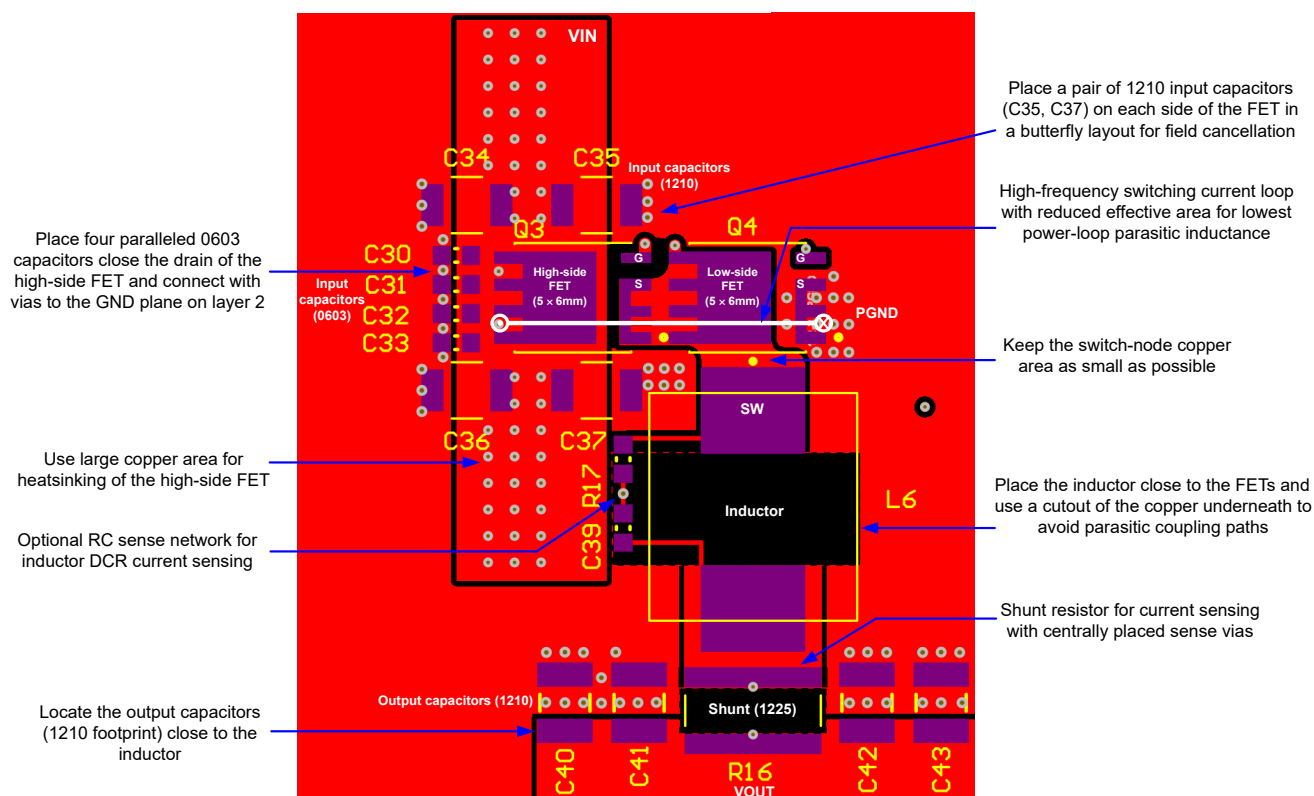 VIN
Place a pair of 1210 input capacitors
(C35, C37) on each side of the FET in
a butterfly layout for field cancellation
C34
C35
Input capacitors
(1210)
High-frequency switching current loop
with reduced effective area for lowest
power-loop parasitic inductance
Place four paralleled 0603
capacitors close the drain of the
high-side FET and connect with
vias to the GND plane on layer 2
Q3
Q4
C30
C31
C32
C33
Input
capacitors
(0603)
High-side
FET
(5 × 6mm)
G
S
Low-side
FET
(5 × 6mm)
G
S
PGND
Keep the switch-node copper
area as small as possible
SW
C36
C37
Use large copper area for
heatsinking of the high-side FET
R17
Inductor
L6
Place the inductor close to the FETs and
use a cutout of the copper underneath to
avoid parasitic coupling paths
Optional RC sense network for
inductor DCR current sensing
C39
Shunt resistor for current sensing
with centrally placed sense vias
Output capacitors (1210)
Shunt (1225)
Locate the output capacitors
(1210 footprint) close to the
inductor
C40
C41
R16
C42
C43
VOUT